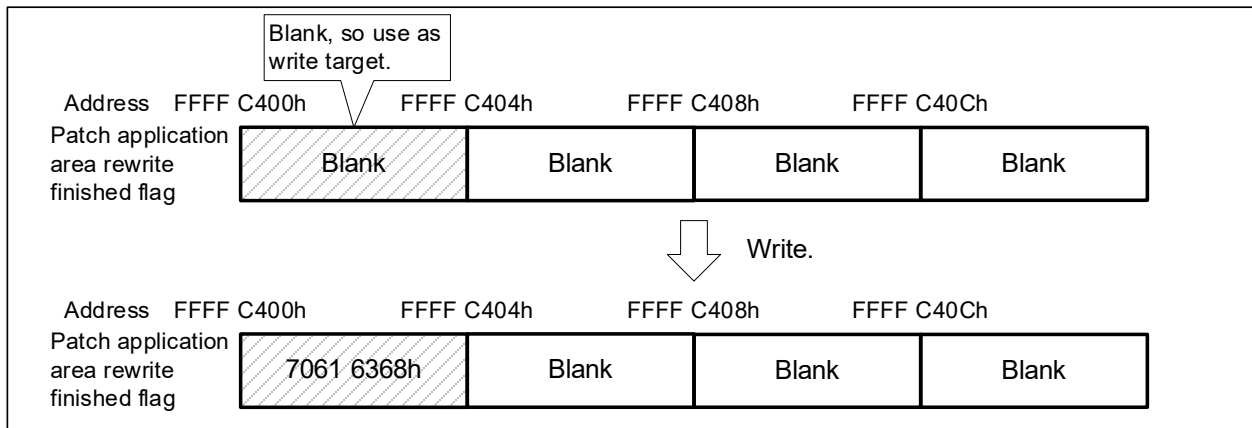 Blank, so use as
write target.
Address FFFF C400h FFFF C404h FFFF C408h FFFF C40Ch
Patch application
area rewrite
finished flag
Blank Blank Blank Blank
Write.
Address FFFF C400h FFFF C404h FFFF C408h FFFF C40Ch
Patch application
area rewrite
finished flag
7061 6368h Blank Blank Blank